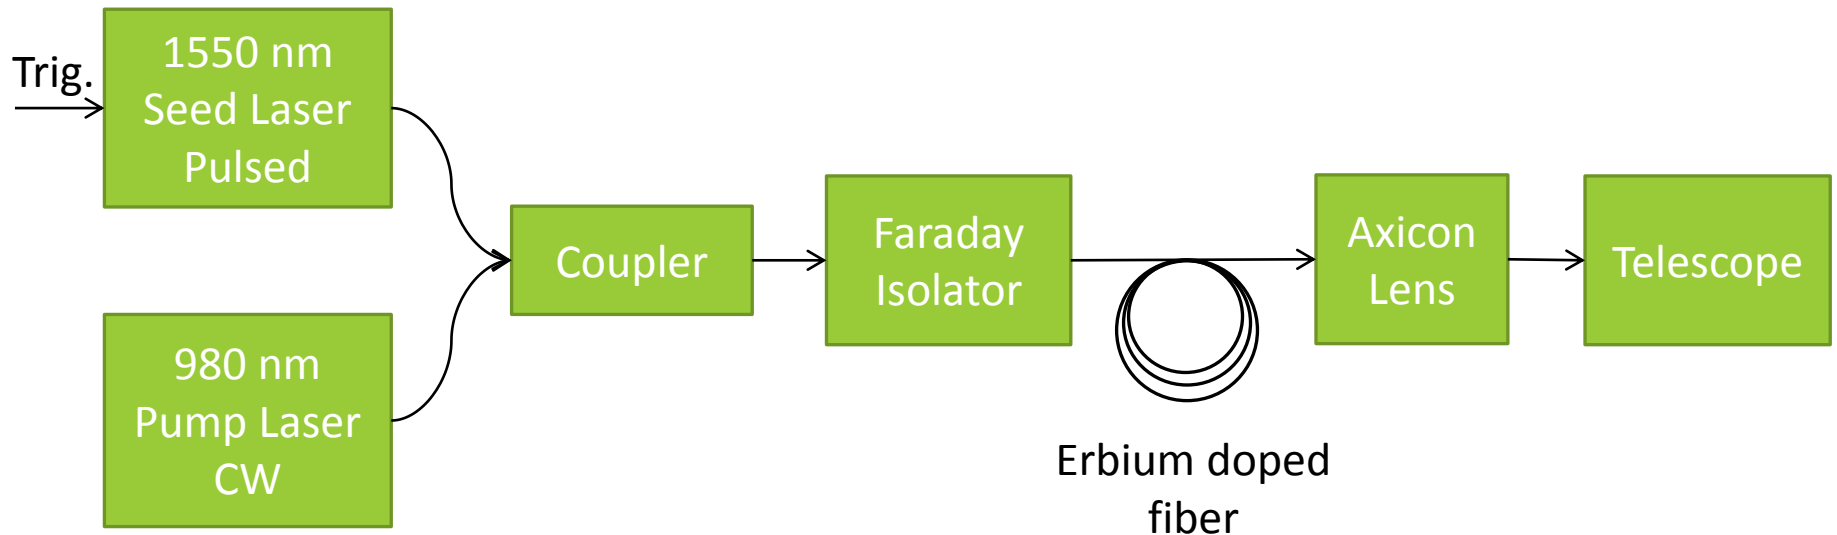 Trig.
1550 nm
Seed Laser
Pulsed
980 nm
Pump Laser
CW
Coupler
Faraday
Isolator
Erbium doped
fiber
Axicon
Lens
Telescope